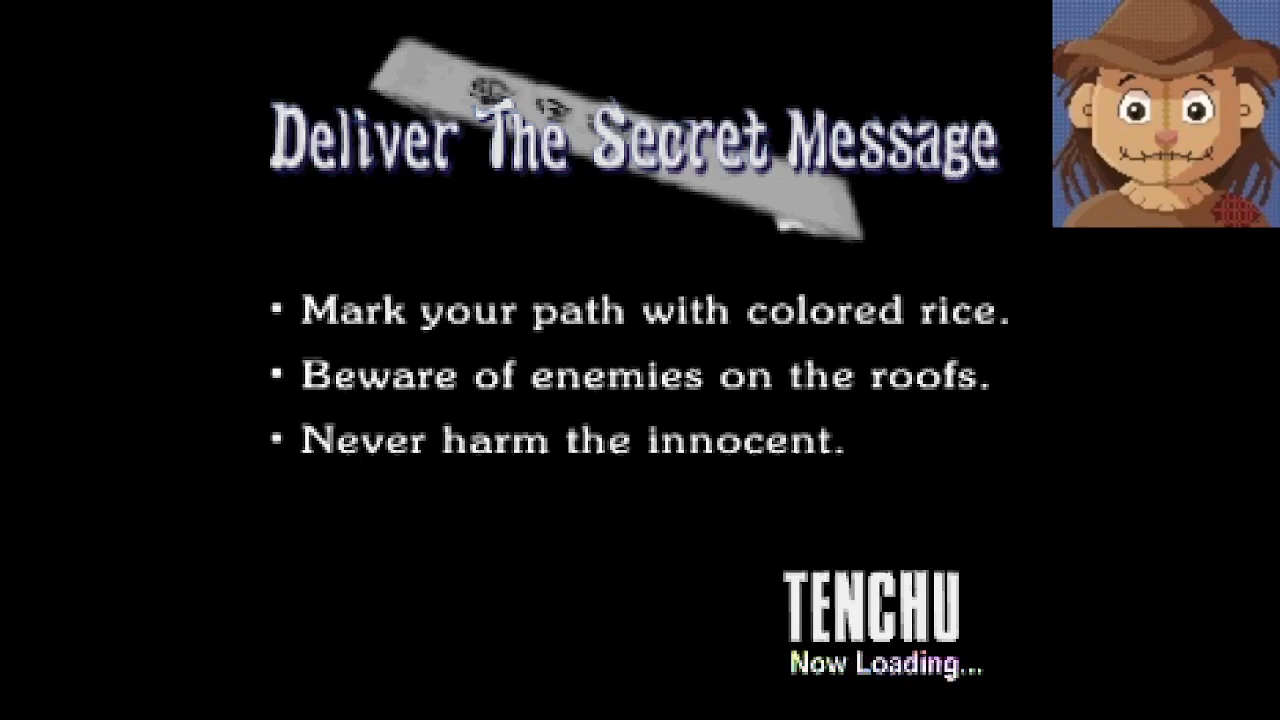 Deliver The Secret Message
• Mark your path with colored rice.
• Beware of enemies on the roofs.
• Never harm the innocent.
TENCHU
Now Loading...